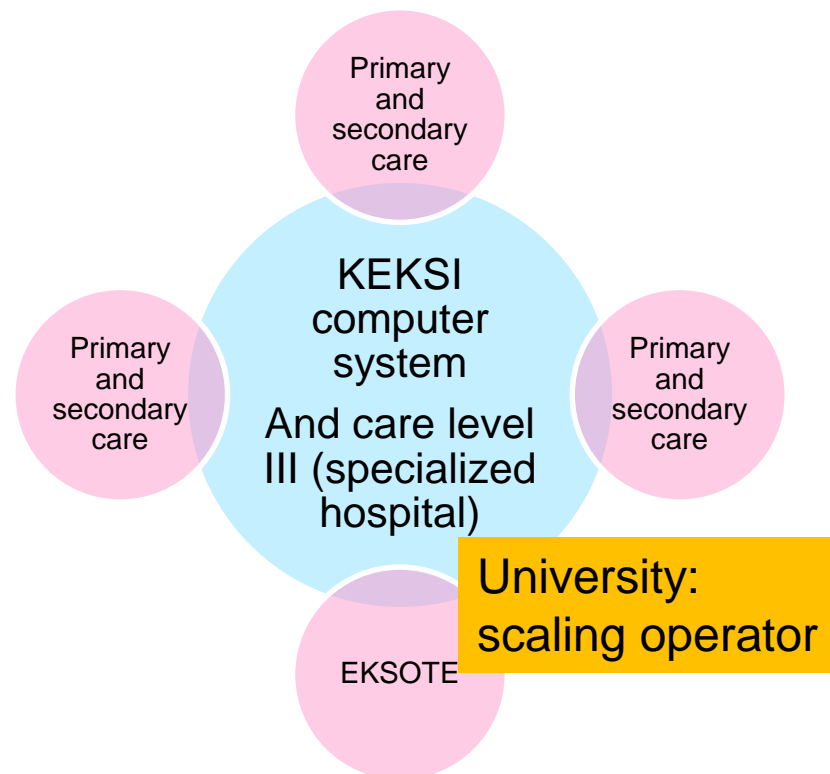 Primary
and
secondary
care
KEKSI
computer
system
And care level
III (specialized
hospital)
Primary
and
secondary
care
Primary
and
secondary
care
University:
scaling operator
EKSOTE